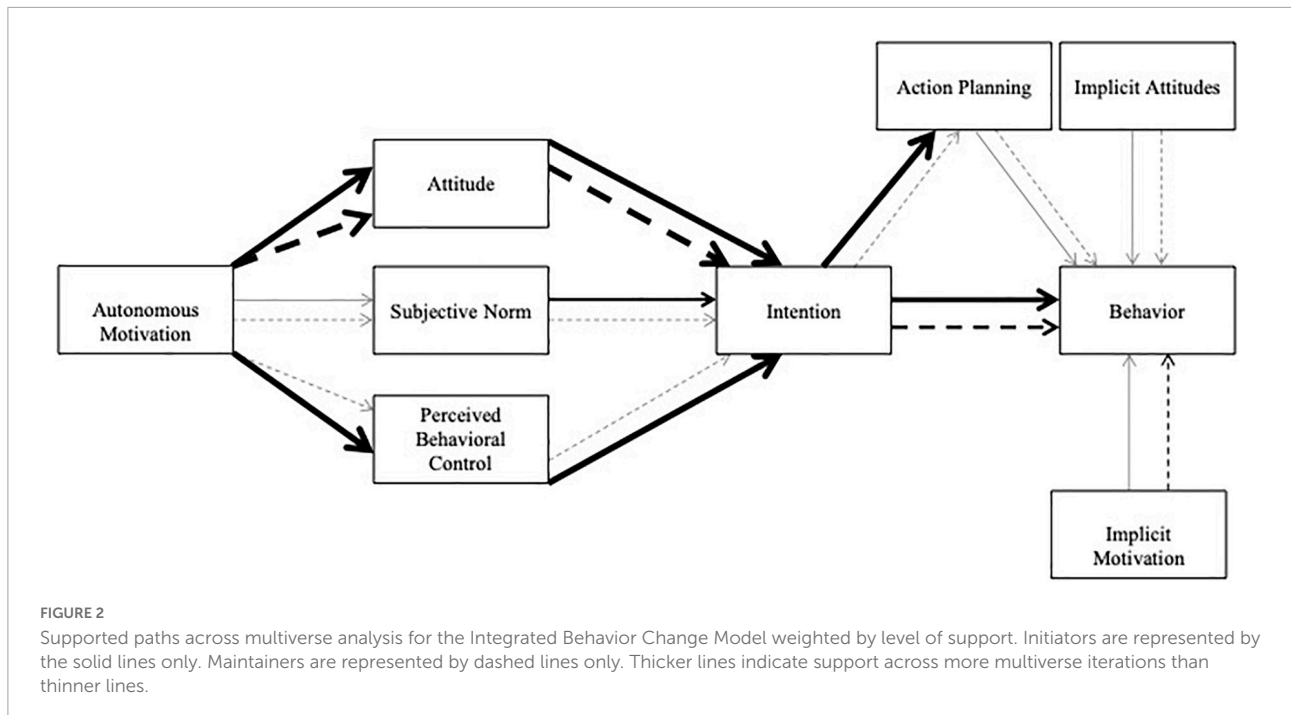 Action Planning
Implicit Attitudes
Attitude
Autonomous
Motivation
Subjective Norm
Intention
Behavior
Perceived
Behavioral
Control
Implicit
Motivation
FIGURE 2
Supported paths across multiverse analysis for the Integrated Behavior Change Model weighted by level of support. Initiators are represented by
the solid lines only. Maintainers are represented by dashed lines only. Thicker lines indicate support across more multiverse iterations than
thinner lines.